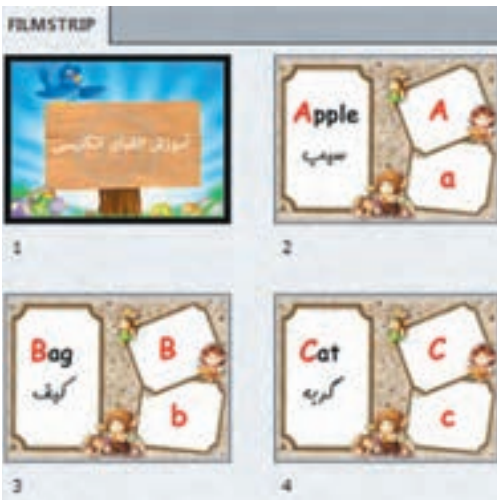 FILMSTRIP
آموزش الفبای انگلیسی
1
Apple
سیب
A
a
2
Bag
کیف
B
b
3
Cat
گربه
C
c
4